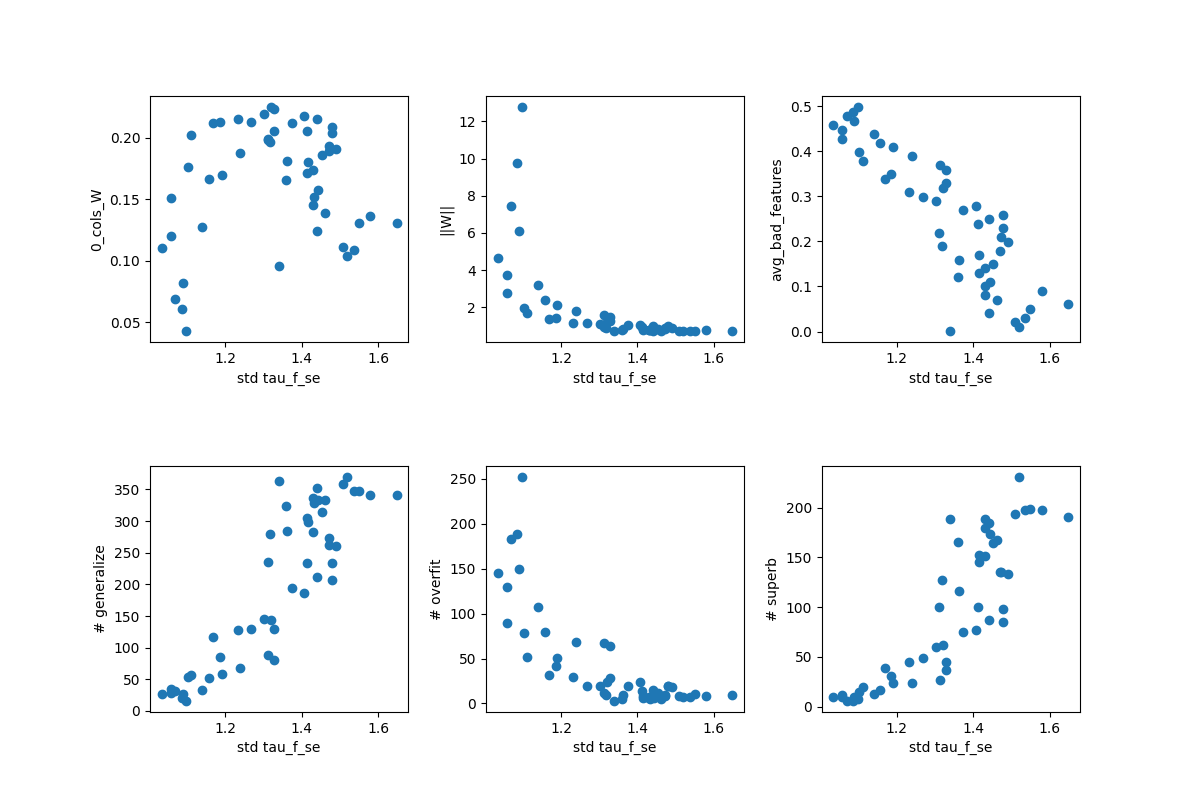 0_cols_W
0.20
0.15
0.10
0.05
1.2 1.4 1.6
std tau_f_se
||W||
12
10
8
6
4
2
1.2 1.4 1.6
std tau_f_se
avg_bad_features
0.5
0.4
0.3
0.2
0.1
0.0
1.2 1.4 1.6
std tau_f_se
# generalize
350
300
250
200
150
100
50
0
1.2 1.4 1.6
std tau_f_se
# overfit
250
200
150
100
50
0
1.2 1.4 1.6
std tau_f_se
# superb
200
150
100
50
0
1.2 1.4 1.6
std tau_f_se